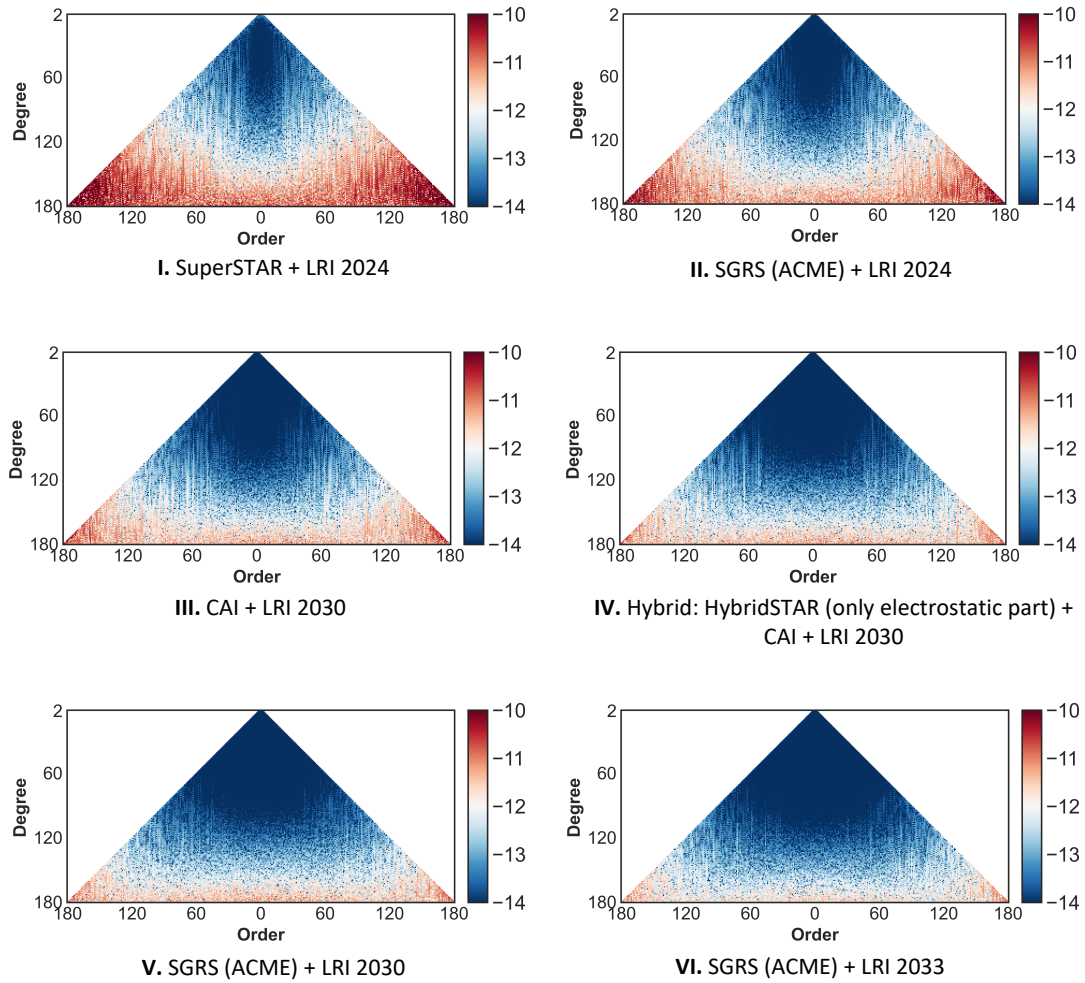 2
60
120
180
Degree
180 120 60 0 60 120 180
Order
−10
−11
−12
−13
−14
I. SuperSTAR + LRI 2024
2
60
120
180
Degree
180 120 60 0 60 120 180
Order
−10
−11
−12
−13
−14
II. SGRS (ACME) + LRI 2024
2
60
120
180
Degree
180 120 60 0 60 120 180
Order
−10
−11
−12
−13
−14
III. CAI + LRI 2030
2
60
120
180
Degree
180 120 60 0 60 120 180
Order
−10
−11
−12
−13
−14
IV. Hybrid: HybridSTAR (only electrostatic part) +
CAI + LRI 2030
2
60
120
180
Degree
180 120 60 0 60 120 180
Order
−10
−11
−12
−13
−14
V. SGRS (ACME) + LRI 2030
2
60
120
180
Degree
180 120 60 0 60 120 180
Order
−10
−11
−12
−13
−14
VI. SGRS (ACME) + LRI 2033